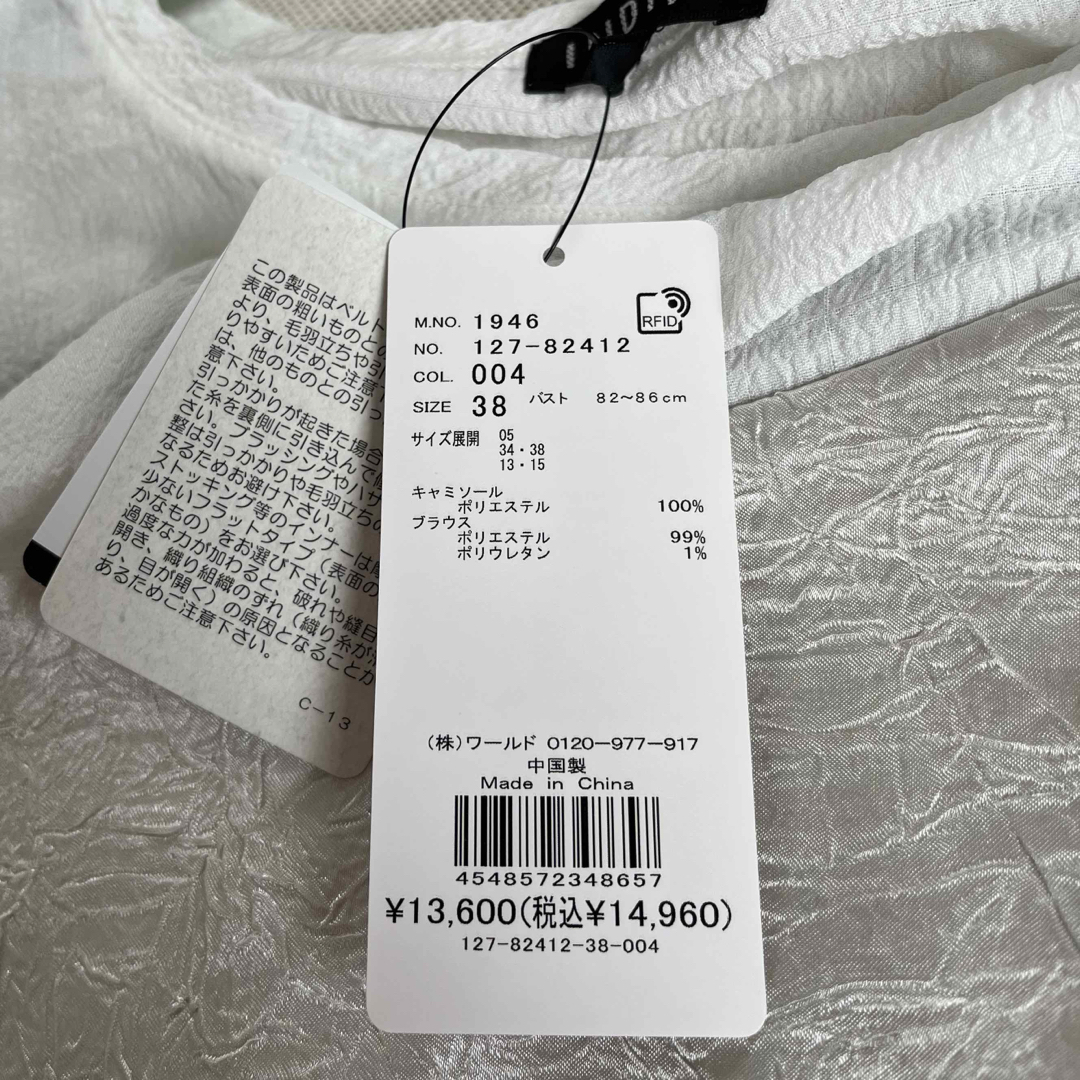 この製品はベルト
表面の粗いものとの
より、毛羽立ちや引
りやすいためご注意下
は、他のものとの引っ
意下さい。
引っかかりが起きた場合
た糸を裏側に引き込んで
さい。ブラッシングやハサ
整は引っかかりや毛羽立ちの
なるためお避け下さい。
ストッキング等のインナーは
少ないフラットタイプ（表面の
かなもの）をお選び下さい。
過度な力が加わると、破れや縫目
開き、織り組織のずれ（織り糸が
り、目が開く）の原因となることが
あるためご注意下さい。
C-13
RFID
M.NO. 1946
NO. 127-82412
COL. 004
SIZE 38 バスト 82~86cm
サイズ展開 05
34・38
13・15
キャミソール
ポリエステル 100%
ブラウス
ポリエステル 99%
ポリウレタン 1%
(株)ワールド 0120-977-917
中国製
Made in China
4548572348657
¥13,600(税込¥14,960)
127-82412-38-004